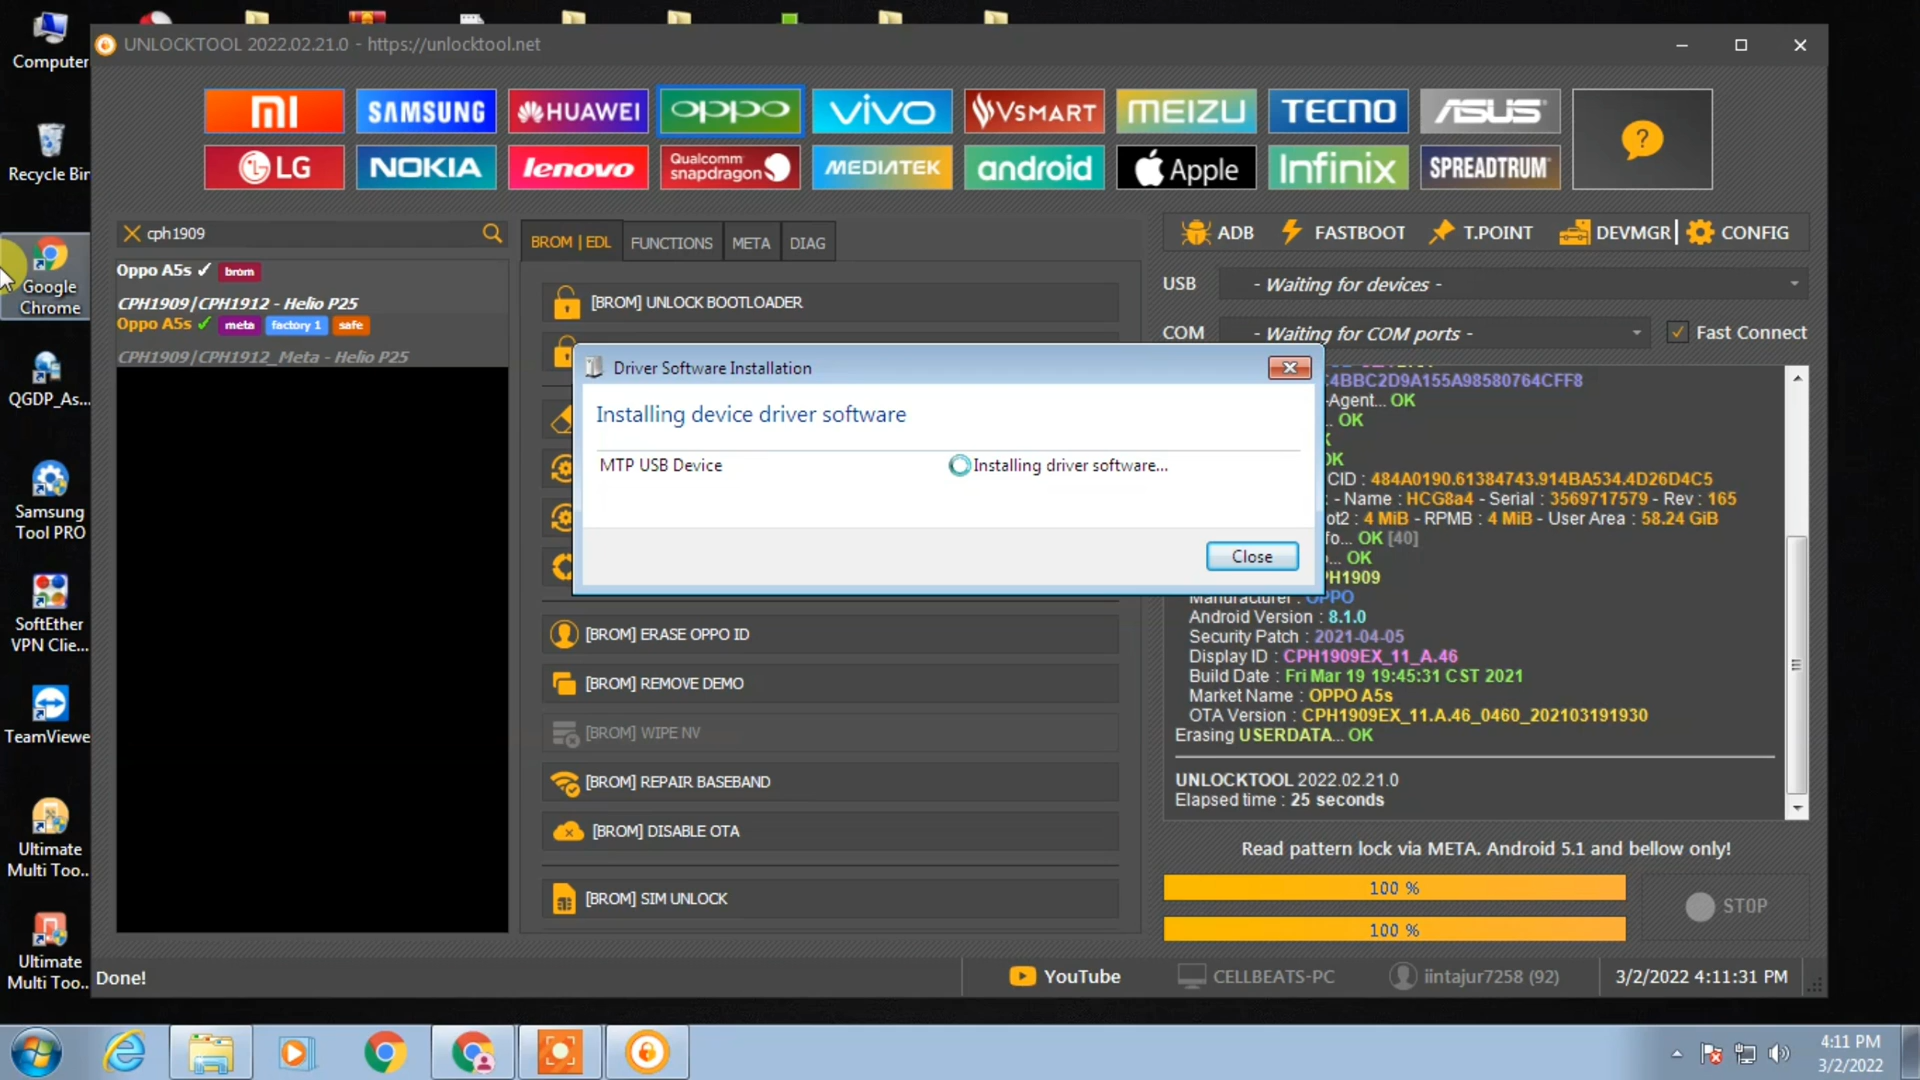 Computer
Recycle Bin
Google
Chrome
QGDP_As...
Samsung
Tool PRO
SoftEther
VPN Clie...
TeamViewe
Ultimate
Multi Too...
Ultimate
Multi Too...
UNLOCKTOOL 2022.02.21.0 - https://unlocktool.net
mi
SAMSUNG
HUAWEI
oppo
vivo
VSMART
MEIZU
TECNO
ASUS
?
LG
NOKIA
lenovo
Qualcomm
snapdragon
MEDIATEK
android
Apple
Infinix
SPREADTRUM
cph1909
Oppo A5s ✓ brom
CPH1909|CPH1912 - Helio P25
Oppo A5s ✓ meta factory 1 safe
CPH1909|CPH1912_Meta - Helio P25
BROM | EDL FUNCTIONS META DIAG
[BROM] UNLOCK BOOTLOADER
[BROM] ERASE OPPO ID
[BROM] REMOVE DEMO
[BROM] WIPE NV
[BROM] REPAIR BASEBAND
[BROM] DISABLE OTA
[BROM] SIM UNLOCK
Driver Software Installation
Installing device driver software
MTP USB Device Installing driver software...
Close
ADB FASTBOOT T.POINT DEVMGR CONFIG
USB - Waiting for devices -
COM - Waiting for COM ports - Fast Connect
4BBC2D9A155A98580764CFF8
-Agent... OK
.. OK
OK
CID : 484A0190.61384743.914BA534.4D26D4C5
: - Name : HCG8a4 - Serial : 3569717579 - Rev : 165
ot2 : 4 MiB - RPMB : 4 MiB - User Area : 58.24 GiB
fo... OK [40]
.. OK
PH1909
Manufacturer : OPPO
Android Version : 8.1.0
Security Patch : 2021-04-05
Display ID : CPH1909EX_11_A.46
Build Date : Fri Mar 19 19:45:31 CST 2021
Market Name : OPPO A5s
OTA Version : CPH1909EX_11.A.46_0460_202103191930
Erasing USERDATA... OK
UNLOCKTOOL 2022.02.21.0
Elapsed time : 25 seconds
Read pattern lock via META. Android 5.1 and bellow only!
100 %
100 %
STOP
Done!
YouTube CELLBEATS-PC iintajur7258 (92) 3/2/2022 4:11:31 PM
4:11 PM
3/2/2022